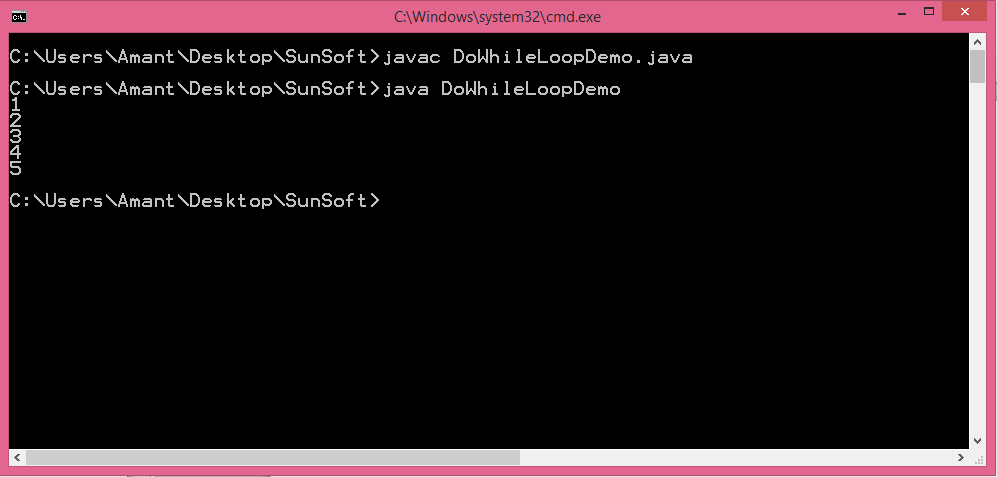 C:\Windows\system32\cmd.exe
C:\Users\Amant\Desktop\SunSoft>javac DoWhileLoopDemo.java
C:\Users\Amant\Desktop\SunSoft>java DoWhileLoopDemo
1
2
3
4
5
C:\Users\Amant\Desktop\SunSoft>